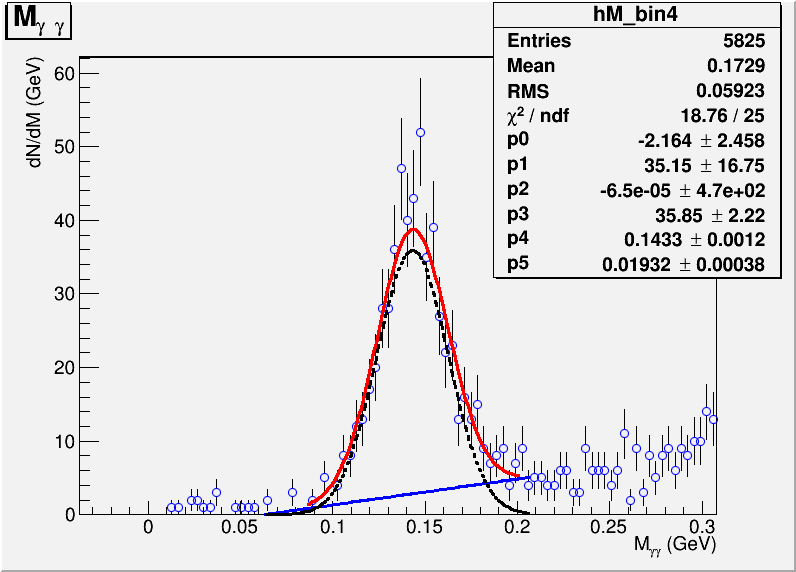 Mγ γ
hM_bin4
Entries 5825
Mean 0.1729
RMS 0.05923
χ² / ndf 18.76 / 25
p0 -2.164 ± 2.458
p1 35.15 ± 16.75
p2 -6.5e-05 ± 4.7e+02
p3 35.85 ± 2.22
p4 0.1433 ± 0.0012
p5 0.01932 ± 0.00038
dN/dM (GeV)
60
50
40
30
20
10
0
0 0.05 0.1 0.15 0.2 0.25 0.3
Mγγ (GeV)